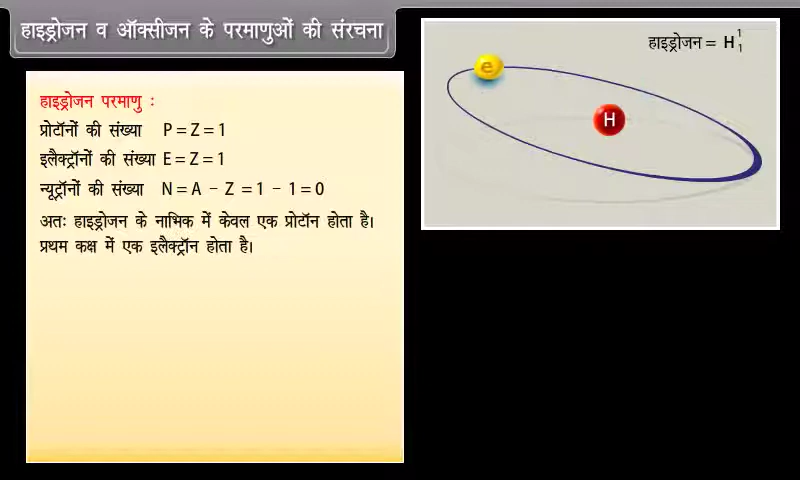 हाइड्रोजन व ऑक्सीजन के परमाणुओं की संरचना
हाइड्रोजन परमाणु :
प्रोटॉनों की संख्या P = Z = 1
इलैक्ट्रॉनों की संख्या E = Z = 1
न्यूट्रॉनों की संख्या N = A - Z = 1 - 1 = 0
अतः हाइड्रोजन के नाभिक में केवल एक प्रोटॉन होता है।
प्रथम कक्ष में एक इलैक्ट्रॉन होता है।
हाइड्रोजन = H¹₁
e
H